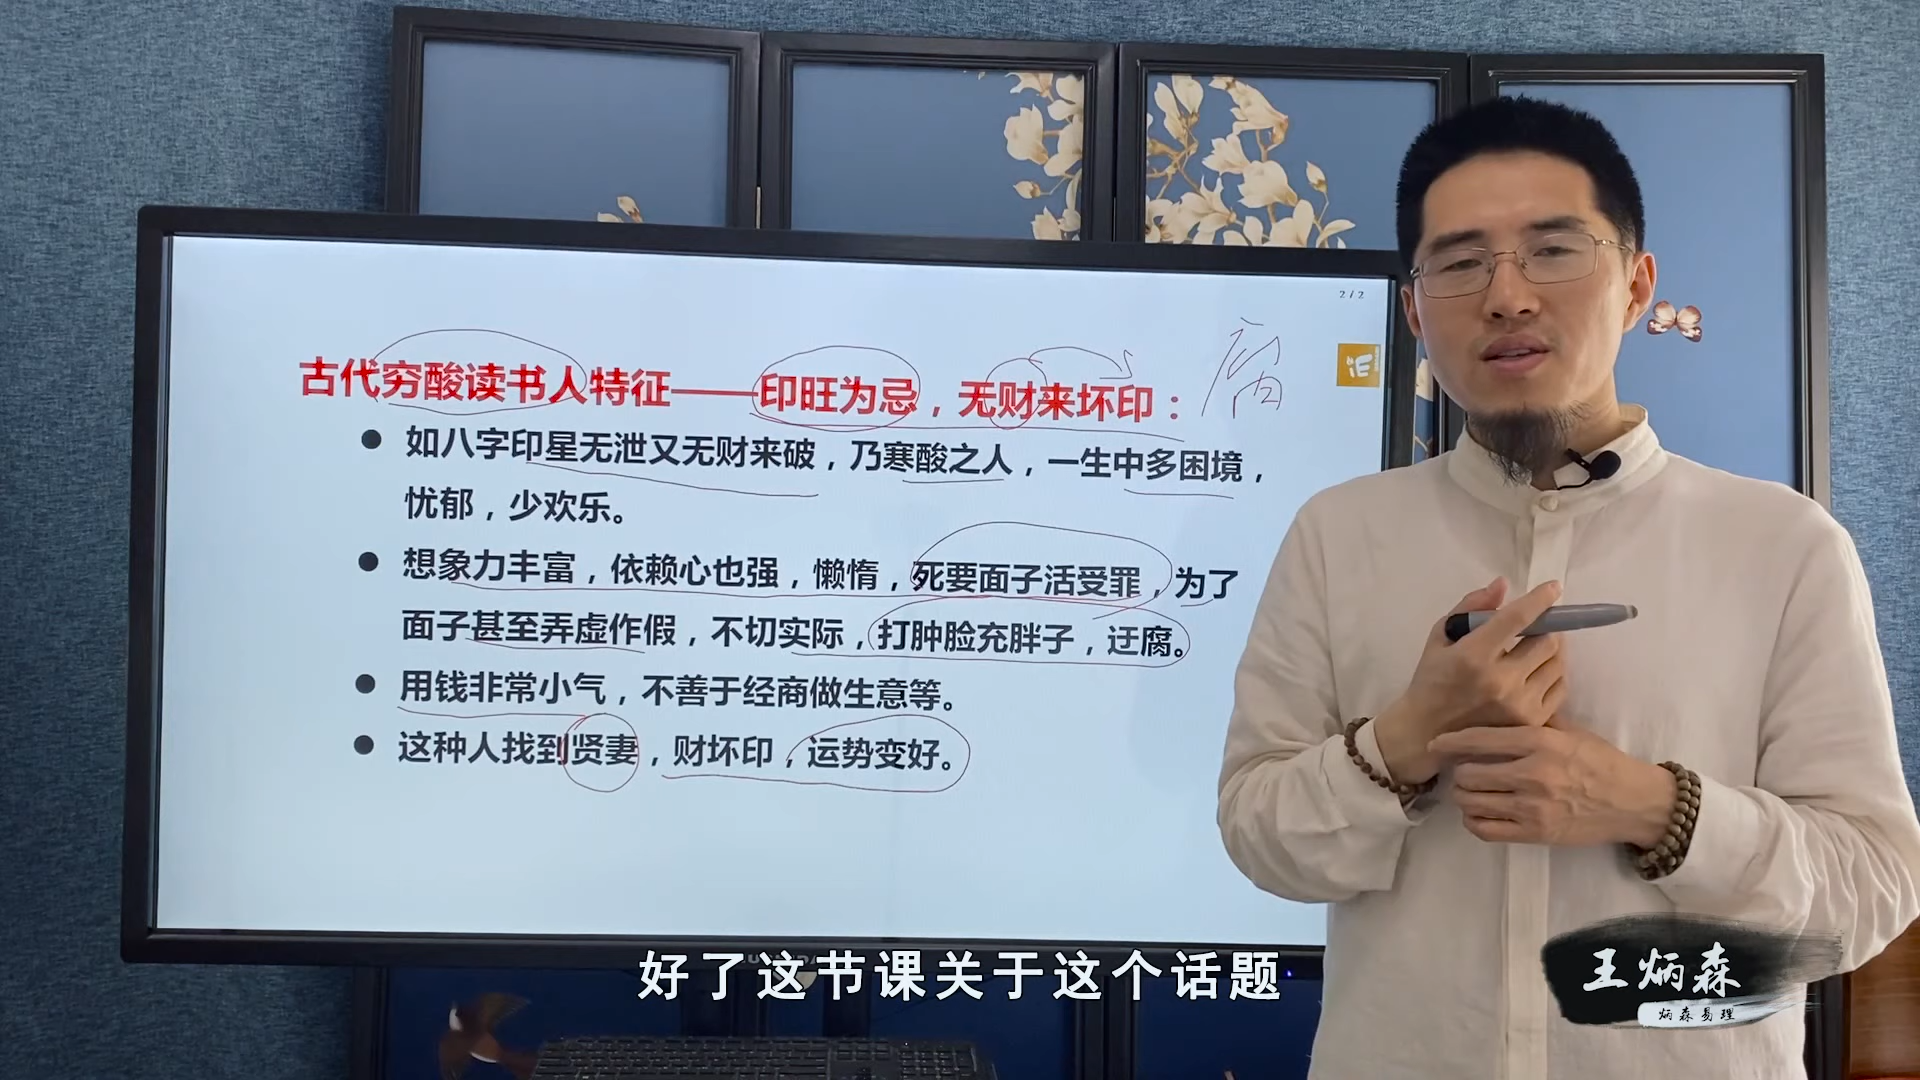 2 / 2
古代穷酸读书人特征——印旺为忌，无财来坏印：
● 如八字印星无泄又无财来破，乃寒酸之人，一生中多困境，
忧郁，少欢乐。
● 想象力丰富，依赖心也强，懒惰，死要面子活受罪，为了
面子甚至弄虚作假，不切实际，打肿脸充胖子，迂腐。
● 用钱非常小气，不善于经商做生意等。
● 这种人找到贤妻，财坏印，运势变好。
好了这节课关于这个话题
王炳森
炳森易理